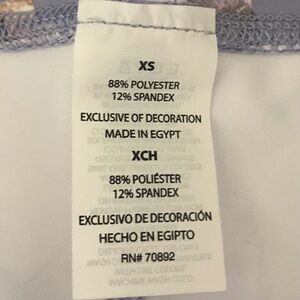 XS
88% POLYESTER
12% SPANDEX
EXCLUSIVE OF DECORATION
MADE IN EGYPT
XCH
88% POLIÉSTER
12% SPANDEX
EXCLUSIVO DE DECORACIÓN
HECHO EN EGIPTO
RN# 70892